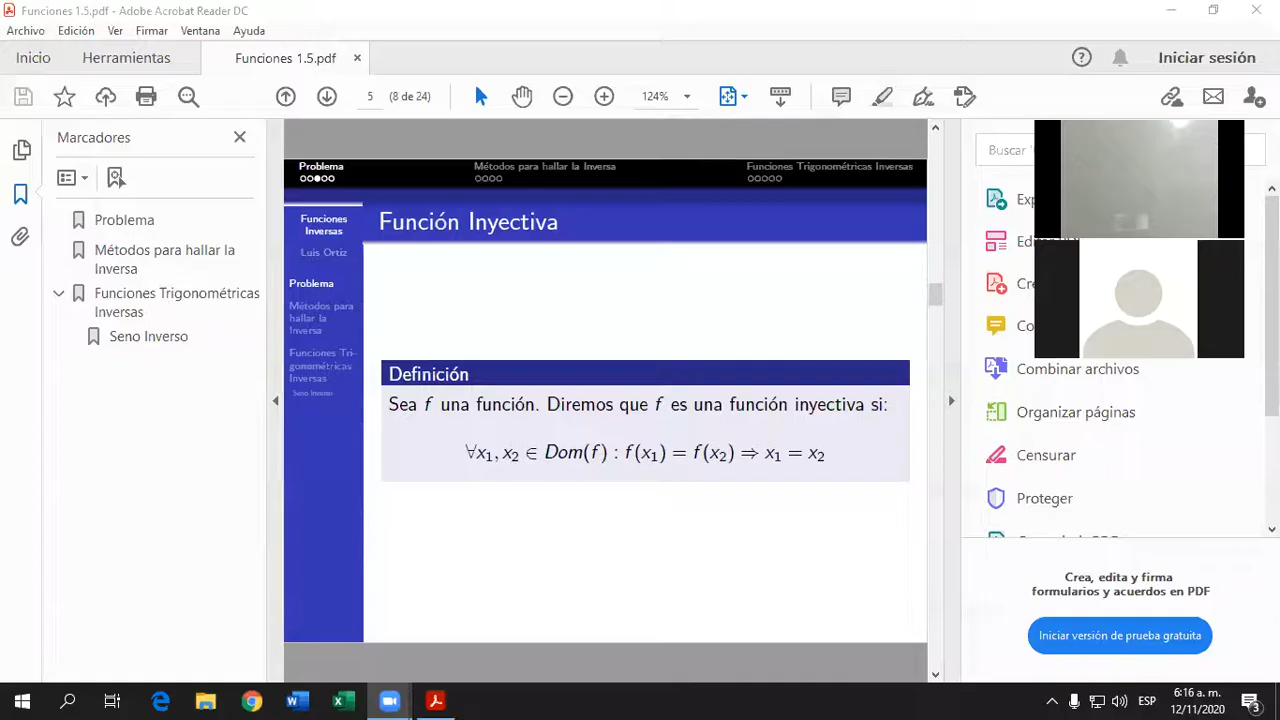 Funciones 1.5.pdf - Adobe Acrobat Reader DC
Archivo Edición Ver Firmar Ventana Ayuda
Inicio Herramientas Funciones 1.5.pdf × Iniciar sesión
5 (8 de 24) 124%
Marcadores
Problema
Métodos para hallar la
Inversa
Funciones Trigonométricas
Inversas
Seno Inverso
Problema Métodos para hallar la Inversa Funciones Trigonométricas Inversas
Funciones
Inversas
Luis Ortiz
Problema
Métodos para
hallar la
Inversa
Funciones Tri-
gonométricas
Inversas
Seno Inverso
Función Inyectiva
Definición
Sea f una función. Diremos que f es una función inyectiva si:
∀x₁, x₂ ∈ Dom(f) : f(x₁) = f(x₂) ⇒ x₁ = x₂
Buscar
Combinar archivos
Organizar páginas
Censurar
Proteger
Crea, edita y firma
formularios y acuerdos en PDF
Iniciar versión de prueba gratuita
ESP
6:16 a. m.
12/11/2020
3